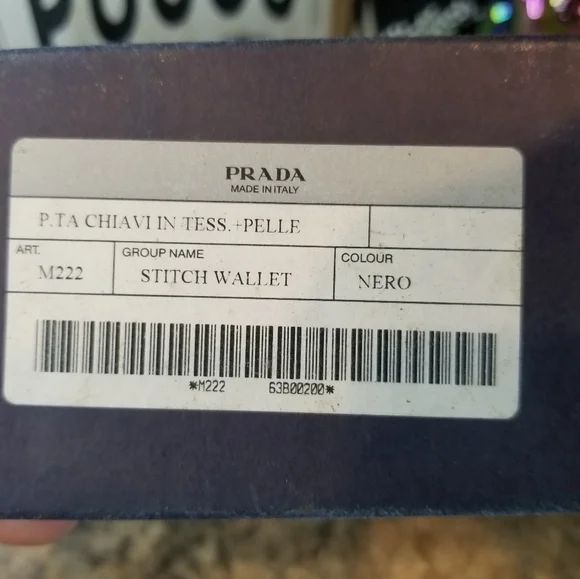 PRADA
MADE IN ITALY
P.TA CHIAVI IN TESS.+PELLE
ART.
M222
GROUP NAME
STITCH WALLET
COLOUR
NERO
*M222 63B00200*